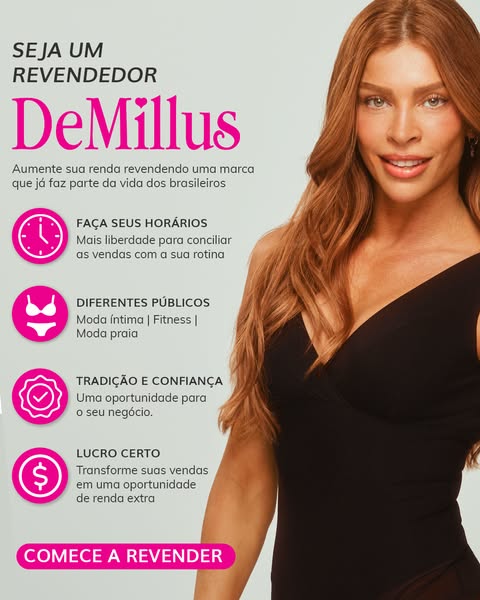 SEJA UM
REVENDEDOR
DeMillus
Aumente sua renda revendendo uma marca
que já faz parte da vida dos brasileiros
FAÇA SEUS HORÁRIOS
Mais liberdade para conciliar
as vendas com a sua rotina
DIFERENTES PÚBLICOS
Moda íntima | Fitness |
Moda praia
TRADIÇÃO E CONFIANÇA
Uma oportunidade para
o seu negócio.
LUCRO CERTO
Transforme suas vendas
em uma oportunidade
de renda extra
COMECE A REVENDER